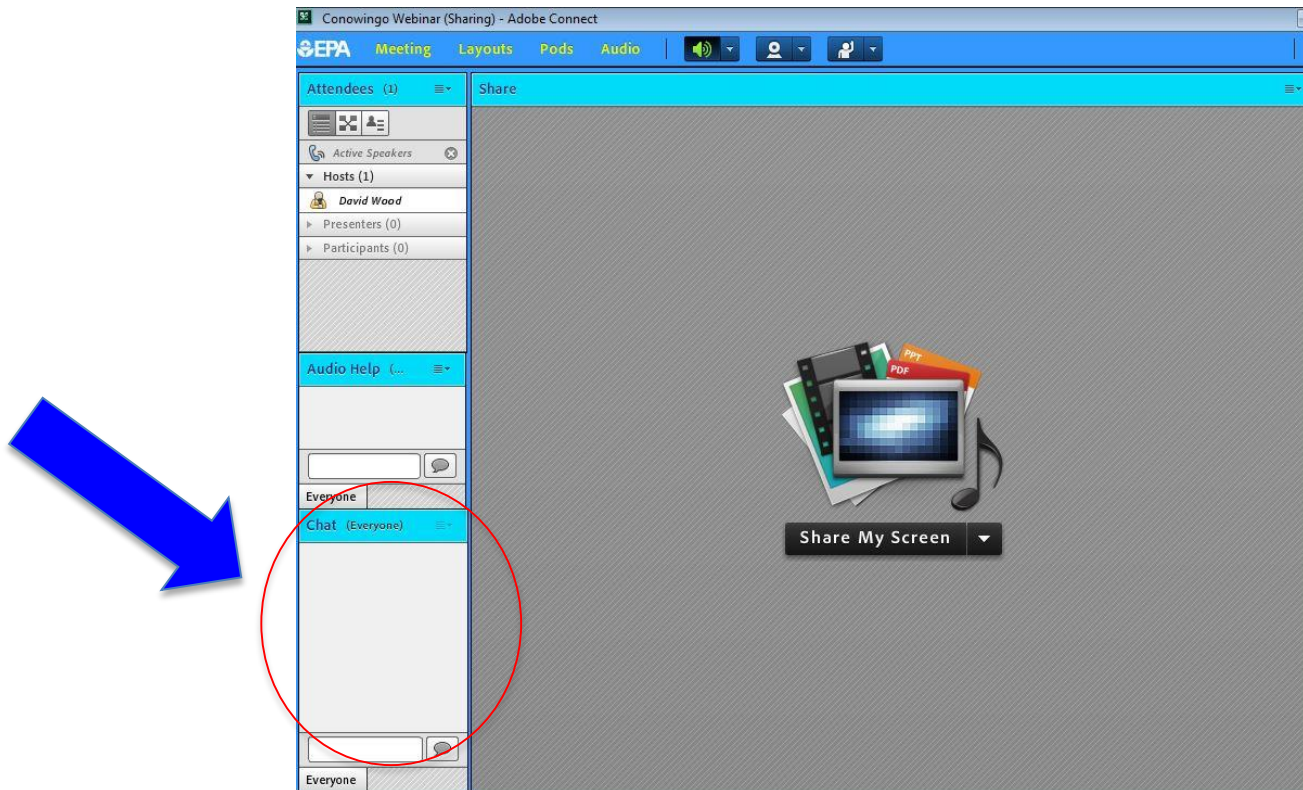 Conowingo Webinar (Sharing) - Adobe Connect
EPA Meeting Layouts Pods Audio
Attendees (1)
Share
Active Speakers
Hosts (1)
David Wood
Presenters (0)
Participants (0)
PPT
PDF
Audio Help (...
Everyone
Share My Screen
Chat (Everyone)
Everyone